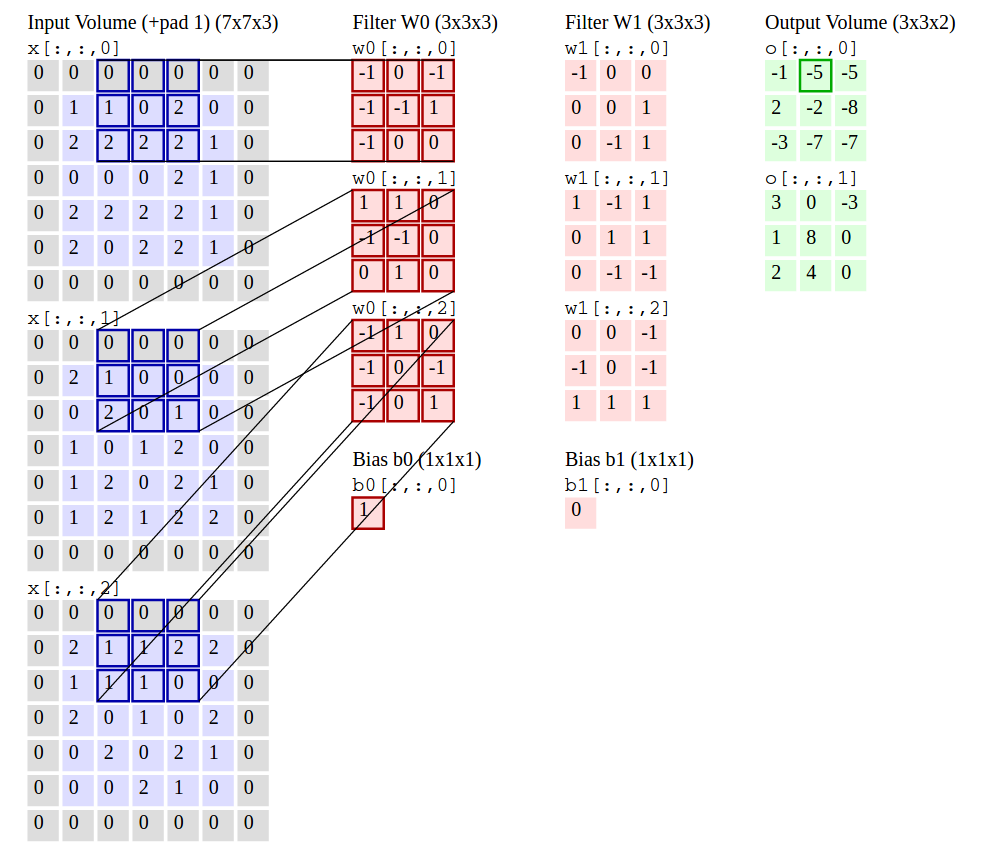 Input Volume (+pad 1) (7x7x3)
x[:,:,0]
0 0 0 0 0 0 0
0 1 1 0 2 0 0
0 2 2 2 2 1 0
0 0 0 0 2 1 0
0 2 2 2 2 1 0
0 2 0 2 2 1 0
0 0 0 0 0 0 0
x[:,:,1]
0 0 0 0 0 0 0
0 2 1 0 0 0 0
0 0 2 0 1 0 0
0 1 0 1 2 0 0
0 1 2 0 2 1 0
0 1 2 1 2 2 0
0 0 0 0 0 0 0
x[:,:,2]
0 0 0 0 0 0 0
0 2 1 1 2 2 0
0 1 1 1 0 0 0
0 2 0 1 0 2 0
0 0 2 0 2 1 0
0 0 0 2 1 0 0
0 0 0 0 0 0 0
Filter W0 (3x3x3)
w0[:,:,0]
-1 0 -1
-1 -1 1
-1 0 0
w0[:,:,1]
1 1 0
-1 -1 0
0 1 0
w0[:,:,2]
-1 1 0
-1 0 -1
-1 0 1
Bias b0 (1x1x1)
b0[:,:,0]
1
Filter W1 (3x3x3)
w1[:,:,0]
-1 0 0
0 0 1
0 -1 1
w1[:,:,1]
1 -1 1
0 1 1
0 -1 -1
w1[:,:,2]
0 0 -1
-1 0 -1
1 1 1
Bias b1 (1x1x1)
b1[:,:,0]
0
Output Volume (3x3x2)
o[:,:,0]
-1 -5 -5
2 -2 -8
-3 -7 -7
o[:,:,1]
3 0 -3
1 8 0
2 4 0